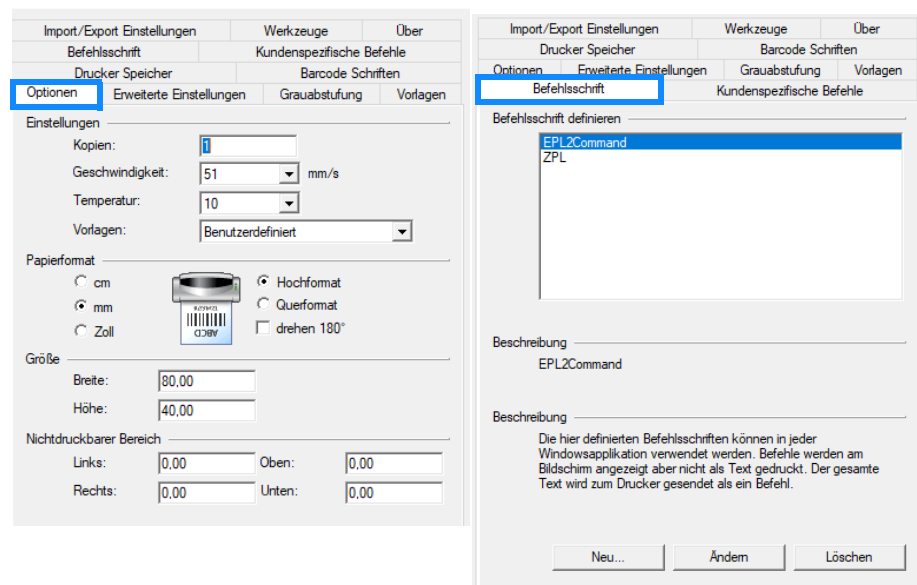 Import/Export Einstellungen Werkzeuge Über
Befehlsschrift Kundenspezifische Befehle
Drucker Speicher Barcode Schriften
Optionen Erweiterte Einstellungen Grauabstufung Vorlagen
Einstellungen
Kopien: 1
Geschwindigkeit: 51 mm/s
Temperatur: 10
Vorlagen: Benutzerdefiniert
Papierformat
cm Hochformat
mm Querformat
Zoll drehen 180°
ABCD
Größe
Breite: 80,00
Höhe: 40,00
Nichtdruckbarer Bereich
Links: 0,00 Oben: 0,00
Rechts: 0,00 Unten: 0,00
Import/Export Einstellungen Werkzeuge Über
Drucker Speicher Barcode Schriften
Optionen Erweiterte Einstellungen Grauabstufung Vorlagen
Befehlsschrift Kundenspezifische Befehle
Befehlsschrift definieren
EPL2Command
ZPL
Beschreibung
EPL2Command
Beschreibung
Die hier definierten Befehlsschriften können in jeder
Windowsapplikation verwendet werden. Befehle werden am
Bildschim angezeigt aber nicht als Text gedruckt. Der gesamte
Text wird zum Drucker gesendet als ein Befehl.
Neu... Ändern Löschen